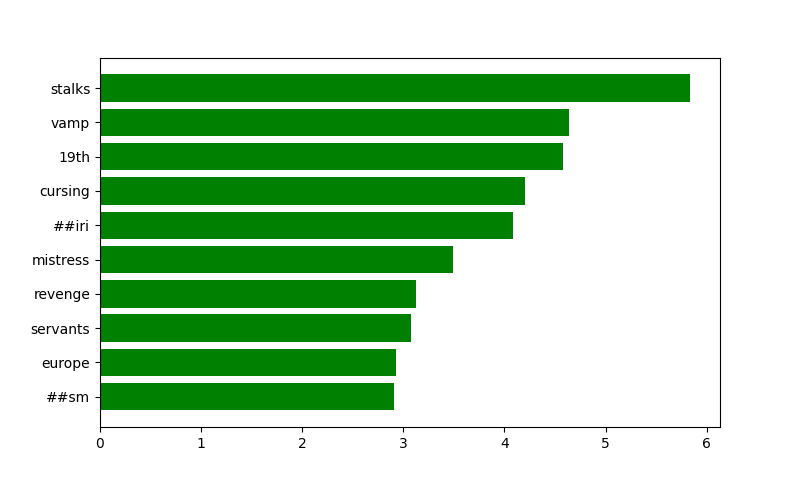 stalks
vamp
19th
cursing
##iri
mistress
revenge
servants
europe
##sm
0 1 2 3 4 5 6